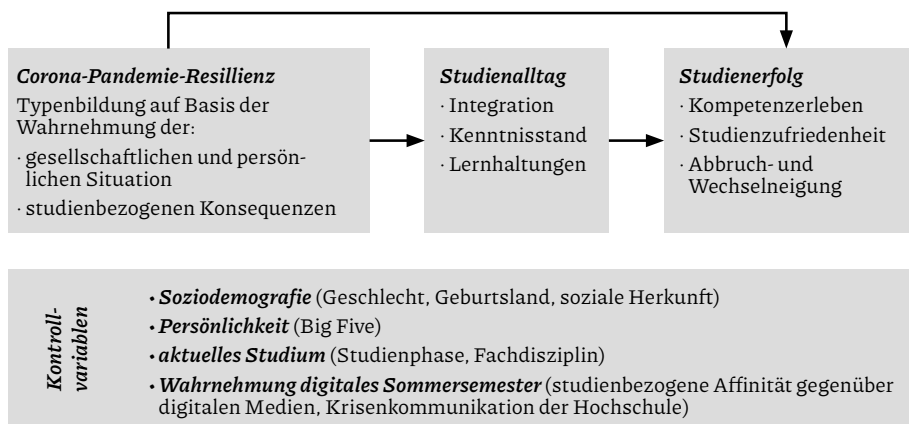 Corona-Pandemie-Resillienz
Typenbildung auf Basis der
Wahrnehmung der:
· gesellschaftlichen und persön-
lichen Situation
· studienbezogenen Konsequenzen
Studienalltag
· Integration
· Kenntnisstand
· Lernhaltungen
Studienerfolg
· Kompetenzerleben
· Studienzufriedenheit
· Abbruch- und
Wechselneigung
Kontroll-
variablen
• Soziodemografie (Geschlecht, Geburtsland, soziale Herkunft)
• Persönlichkeit (Big Five)
• aktuelles Studium (Studienphase, Fachdisziplin)
• Wahrnehmung digitales Sommersemester (studienbezogene Affinität gegenüber
digitalen Medien, Krisenkommunikation der Hochschule)